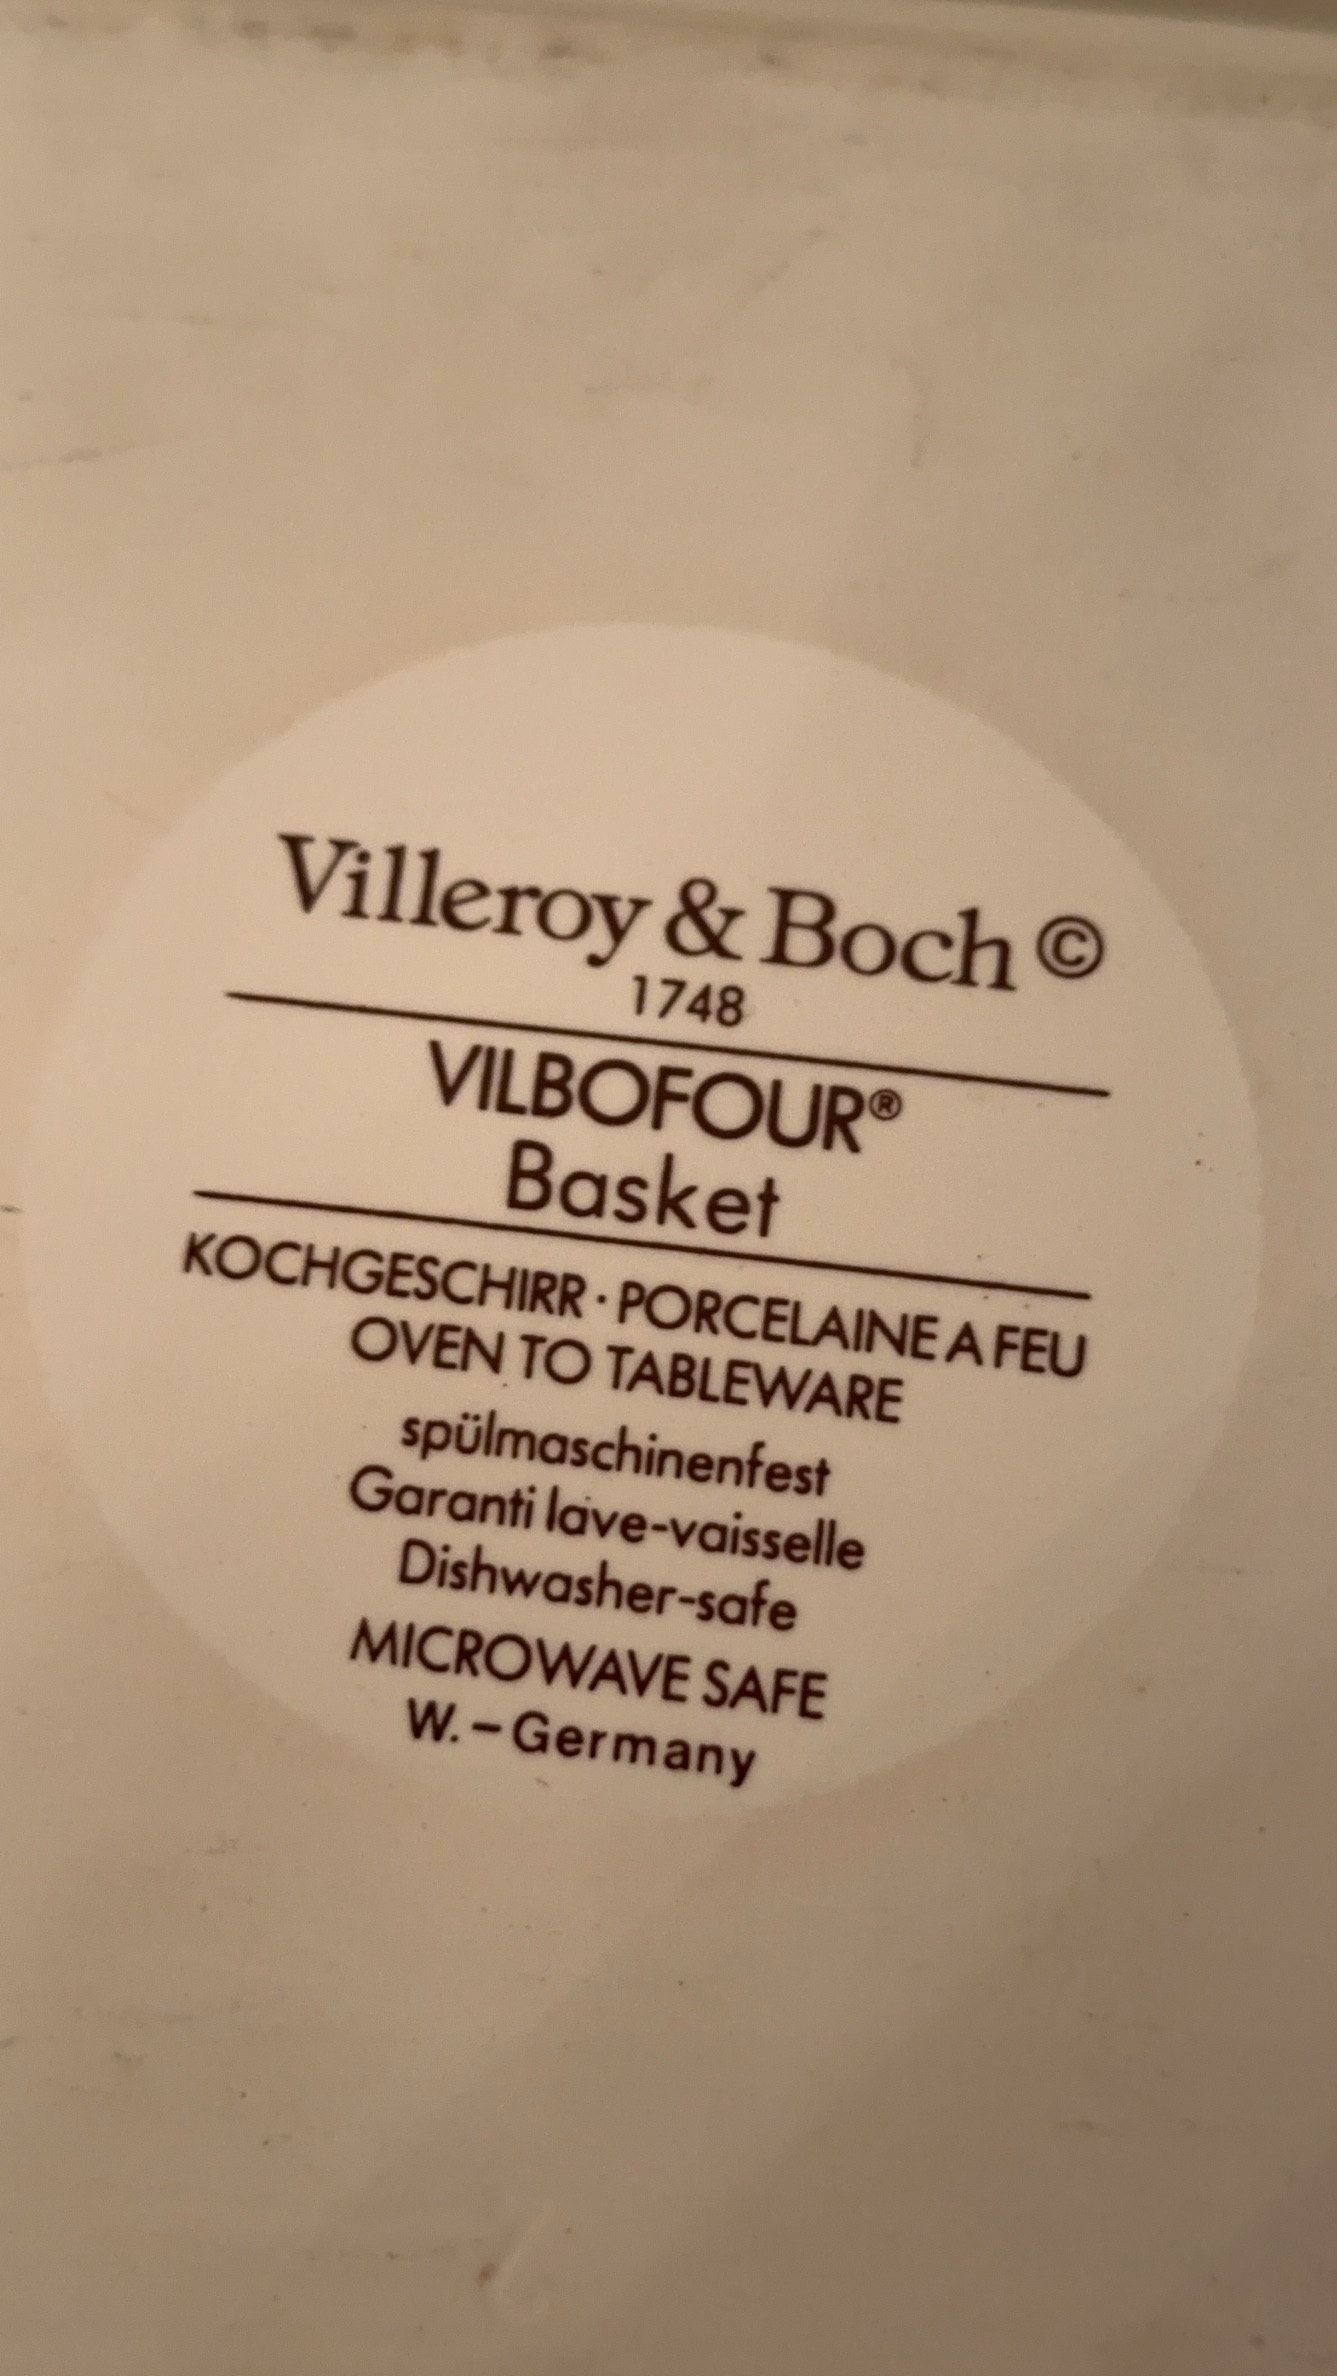 Villeroy & Boch ©
1748
VILBOFOUR®
Basket
KOCHGESCHIRR · PORCELAINE A FEU
OVEN TO TABLEWARE
spülmaschinenfest
Garanti lave-vaisselle
Dishwasher-safe
MICROWAVE SAFE
W. – Germany